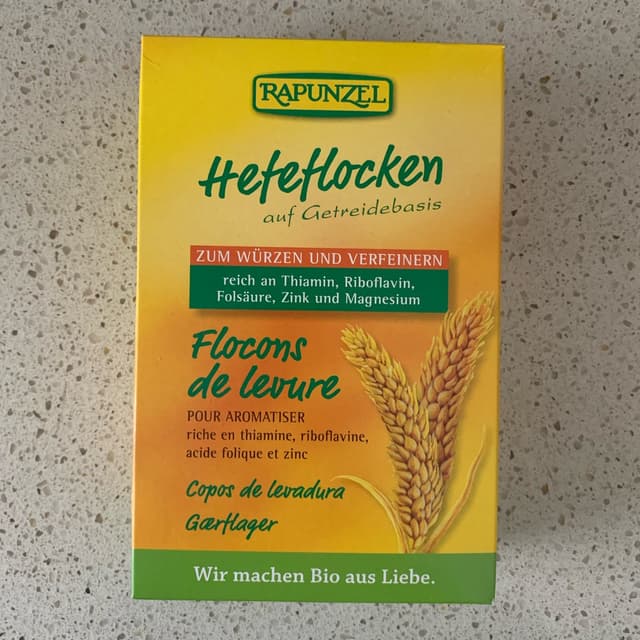 RAPUNZEL
Hefeflocken
auf Getreidebasis
ZUM WÜRZEN UND VERFEINERN
reich an Thiamin, Riboflavin,
Folsäure, Zink und Magnesium
Flocons
de levure
POUR AROMATISER
riche en thiamine, riboflavine,
acide folique et zinc
Copos de levadura
Gærflager
Wir machen Bio aus Liebe.